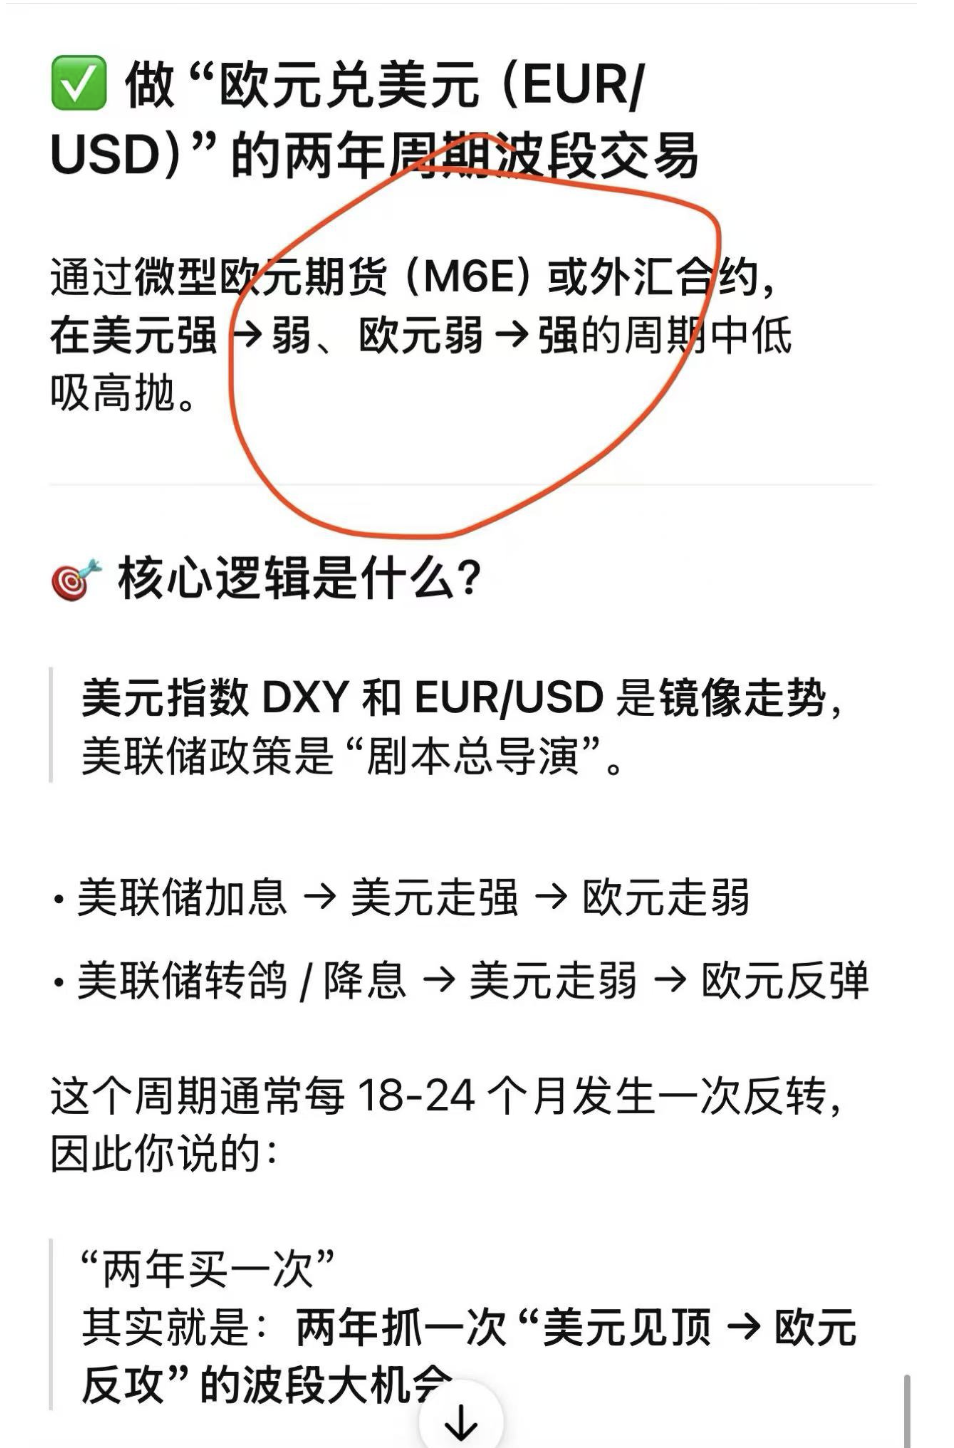 ✅ 做“欧元兑美元（EUR/
USD）”的两年周期波段交易
通过微型欧元期货（M6E）或外汇合约，
在美元强→弱、欧元弱→强的周期中低
吸高抛。
🎯 核心逻辑是什么？
美元指数 DXY 和 EUR/USD 是镜像走势，
美联储政策是“剧本总导演”。
• 美联储加息 → 美元走强 → 欧元走弱
• 美联储转鸽 / 降息 → 美元走弱 → 欧元反弹
这个周期通常每 18-24 个月发生一次反转，
因此你说的：
“两年买一次”
其实就是：两年抓一次“美元见顶 → 欧元
反攻”的波段大机会